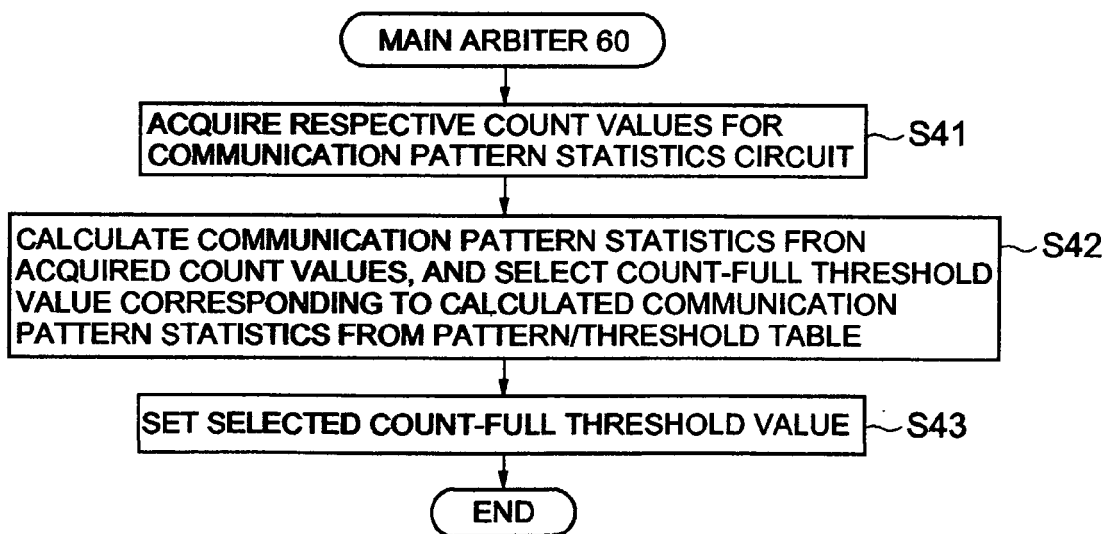 MAIN ARBITER 60
ACQUIRE RESPECTIVE COUNT VALUES FOR
COMMUNICATION PATTERN STATISTICS CIRCUIT
S41
CALCULATE COMMUNICATION PATTERN STATISTICS FRON
ACQUIRED COUNT VALUES, AND SELECT COUNT-FULL THRESHOLD
VALUE CORRESPONDING TO CALCULATED COMMUNICATION
PATTERN STATISTICS FROM PATTERN/THRESHOLD TABLE
S42
SET SELECTED COUNT-FULL THRESHOLD VALUE
S43
END